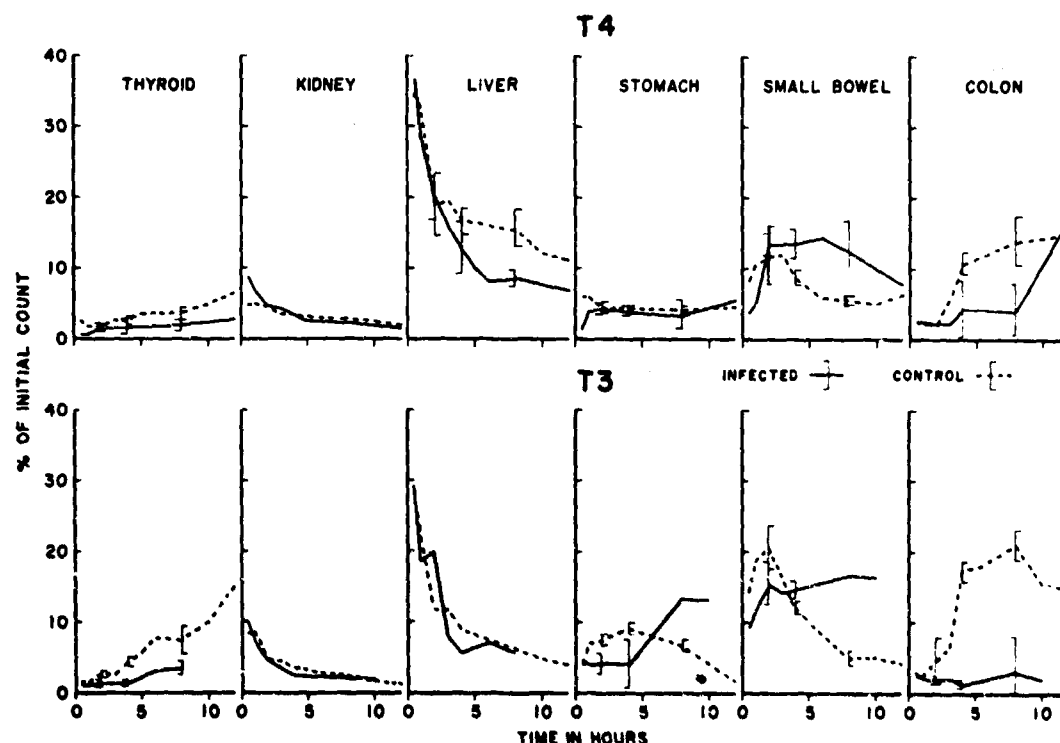 T4
% OF INITIAL COUNT
40
30
20
10
0
THYROID KIDNEY LIVER STOMACH SMALL BOWEL COLON
T3
INFECTED CONTROL
40
30
20
10
0
0 5 10 0 5 10 0 5 10 0 5 10 0 5 10 0 5 10
TIME IN HOURS